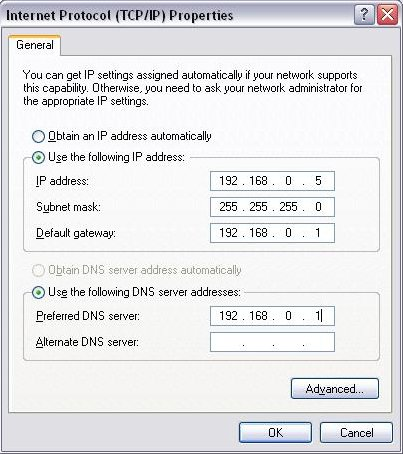 Internet Protocol (TCP/IP) Properties
General
You can get IP settings assigned automatically if your network supports
this capability. Otherwise, you need to ask your network administrator for
the appropriate IP settings.
Obtain an IP address automatically
Use the following IP address:
IP address: 192 . 168 . 0 . 5
Subnet mask: 255 . 255 . 255 . 0
Default gateway: 192 . 168 . 0 . 1
Obtain DNS server address automatically
Use the following DNS server addresses:
Preferred DNS server: 192 . 168 . 0 . 1
Alternate DNS server: . . .
Advanced...
OK Cancel